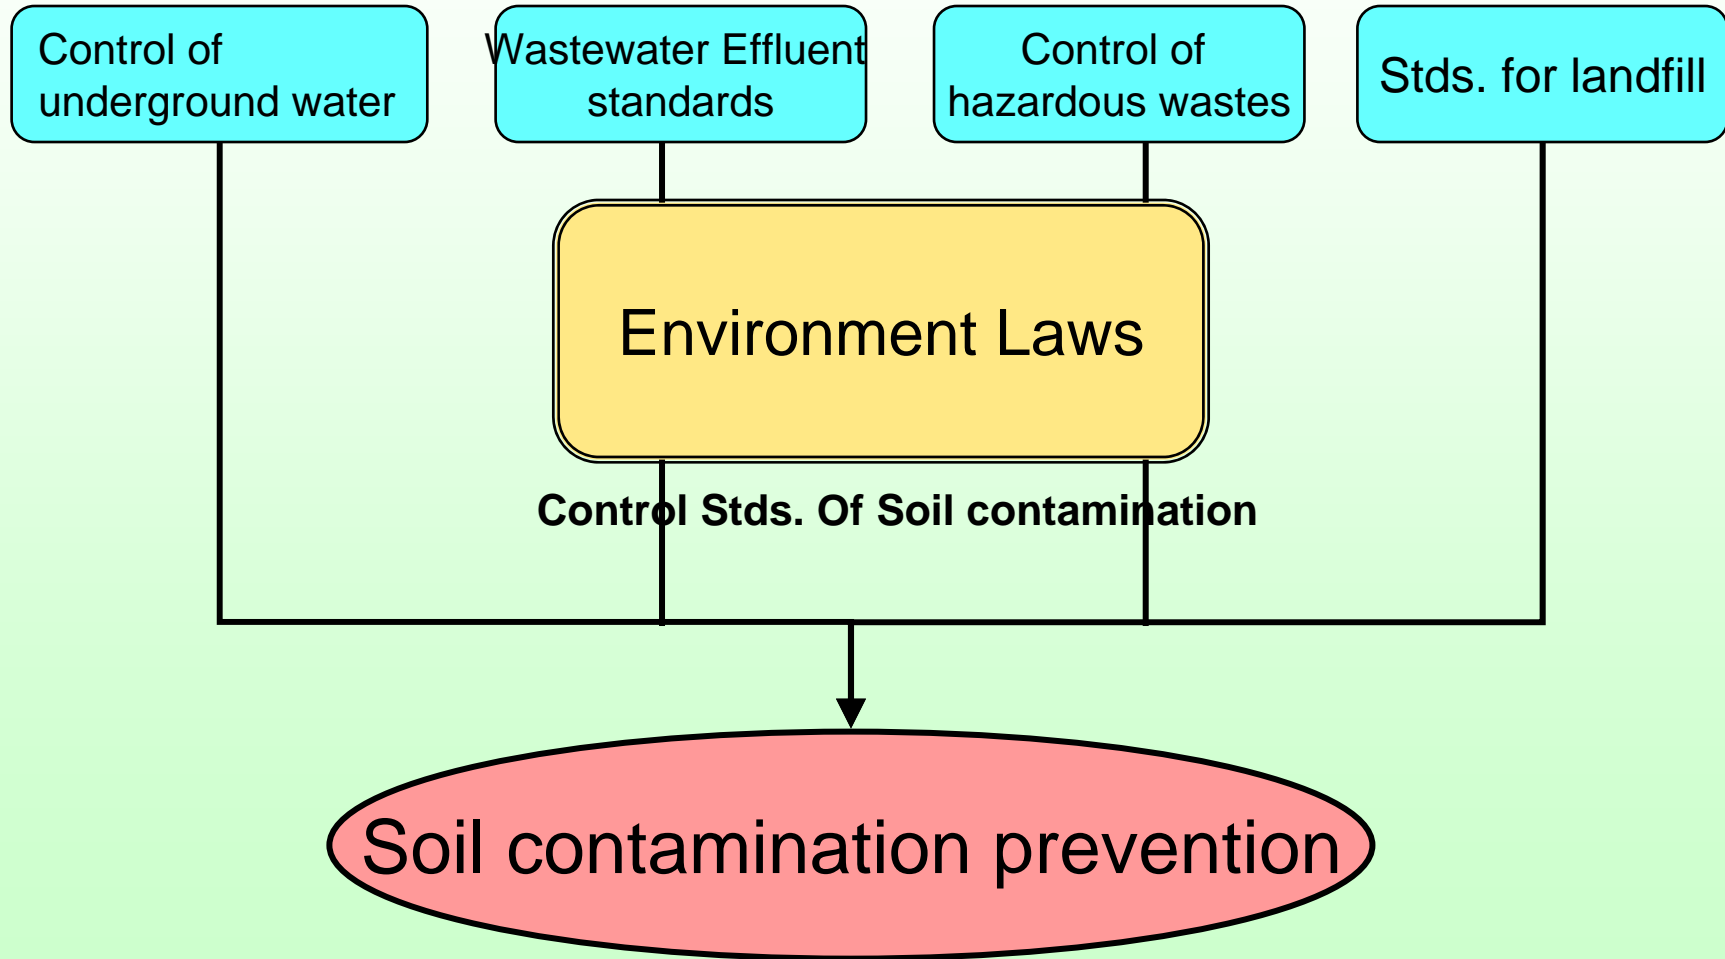 Control of
underground water
Wastewater Effluent
standards
Control of
hazardous wastes
Stds. for landfill
Environment Laws
Control Stds. Of Soil contamination
Soil contamination prevention